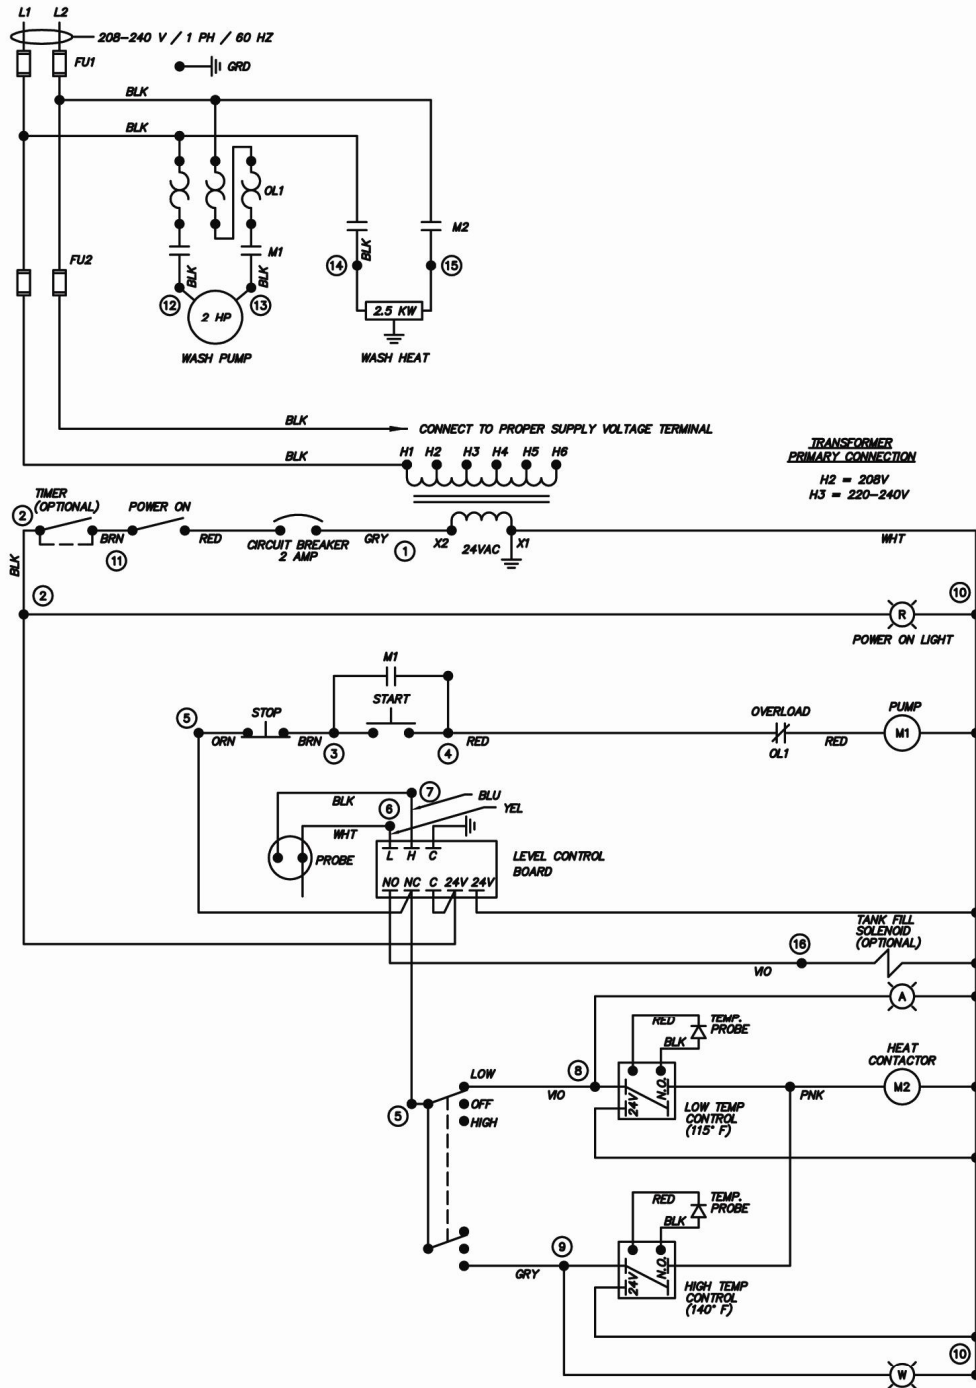 L1 L2
208-240 V / 1 PH / 60 HZ
FU1
GRD
BLK
BLK
OL1
M1
M2
BLK
BLK
BLK
FU2
14
15
12
13
2 HP
2.5 KW
WASH PUMP
WASH HEAT
BLK
CONNECT TO PROPER SUPPLY VOLTAGE TERMINAL
BLK
H1 H2 H3 H4 H5 H6
TRANSFORMER
PRIMARY CONNECTION
H2 = 208V
H3 = 220-240V
TIMER
(OPTIONAL)
2
POWER ON
BRN
11
RED
CIRCUIT BREAKER
2 AMP
GRY
1
X2
24VAC
X1
WHT
BLK
2
10
R
POWER ON LIGHT
M1
START
STOP
5
ORN
BRN
3
4
RED
OVERLOAD
OL1
RED
PUMP
M1
7
BLU
BLK
6
YEL
WHT
PROBE
L H C
LEVEL CONTROL
BOARD
NO NC C 24V 24V
TANK FILL
SOLENOID
(OPTIONAL)
16
VIO
A
RED
TEMP.
PROBE
BLK
HEAT
CONTACTOR
LOW
8
VIO
24V
N.O.
PNK
M2
5
OFF
HIGH
LOW TEMP
CONTROL
(115° F)
RED
TEMP.
PROBE
BLK
9
GRY
24V
N.O.
HIGH TEMP
CONTROL
(140° F)
10
W